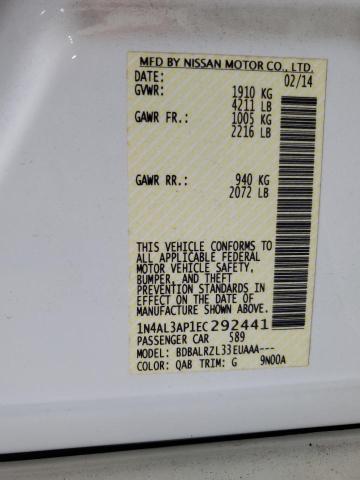 MFD BY NISSAN MOTOR CO., LTD.
DATE: 02/14
GVWR: 1910 KG
4211 LB
GAWR FR.: 1005 KG
2216 LB
GAWR RR.: 940 KG
2072 LB
THIS VEHICLE CONFORMS TO
ALL APPLICABLE FEDERAL
MOTOR VEHICLE SAFETY,
BUMPER, AND THEFT
PREVENTION STANDARDS IN
EFFECT ON THE DATE OF
MANUFACTURE SHOWN ABOVE.
1N4AL3AP1EC292441
PASSENGER CAR 589
MODEL: BDBALRZL33EUAAA---
COLOR: QAB TRIM: G 9N00A